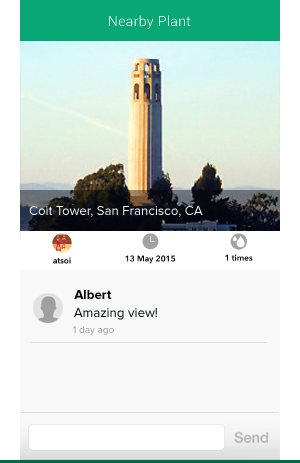 Nearby Plant
Coit Tower, San Francisco, CA
atsoi
13 May 2015
1 times
Albert
Amazing view!
1 day ago
Send